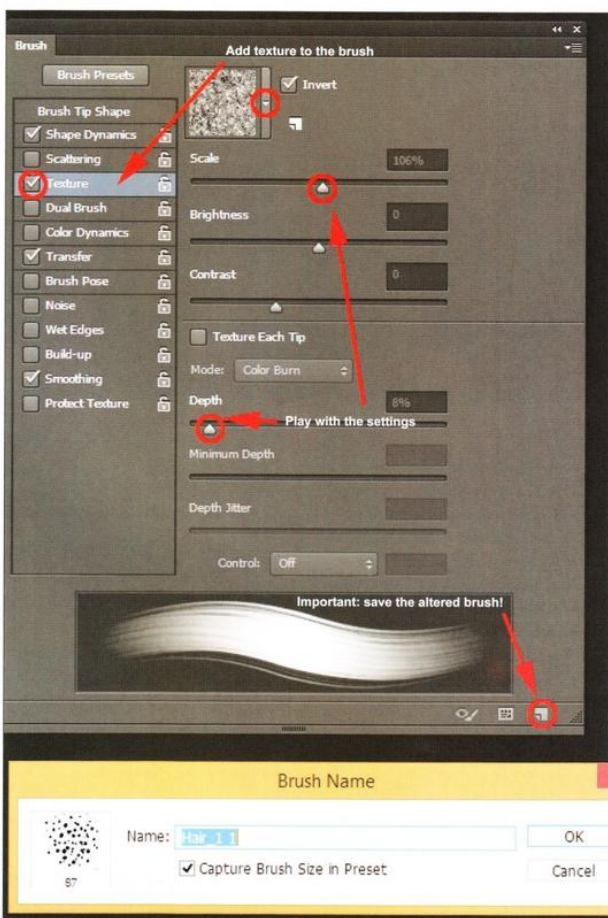 Brush
Add texture to the brush
Brush Presets
Invert
Brush Tip Shape
Shape Dynamics
Scattering
Scale
106%
Texture
Dual Brush
Brightness
0
Color Dynamics
Transfer
Contrast
0
Brush Pose
Noise
Wet Edges
Texture Each Tip
Build-up
Mode: Color Burn
Smoothing
Depth
8%
Protect Texture
Play with the settings
Minimum Depth
Depth Jitter
Control: Off
Important: save the altered brush!
Brush Name
Name: Hair_1 1
OK
Capture Brush Size in Preset
Cancel
87